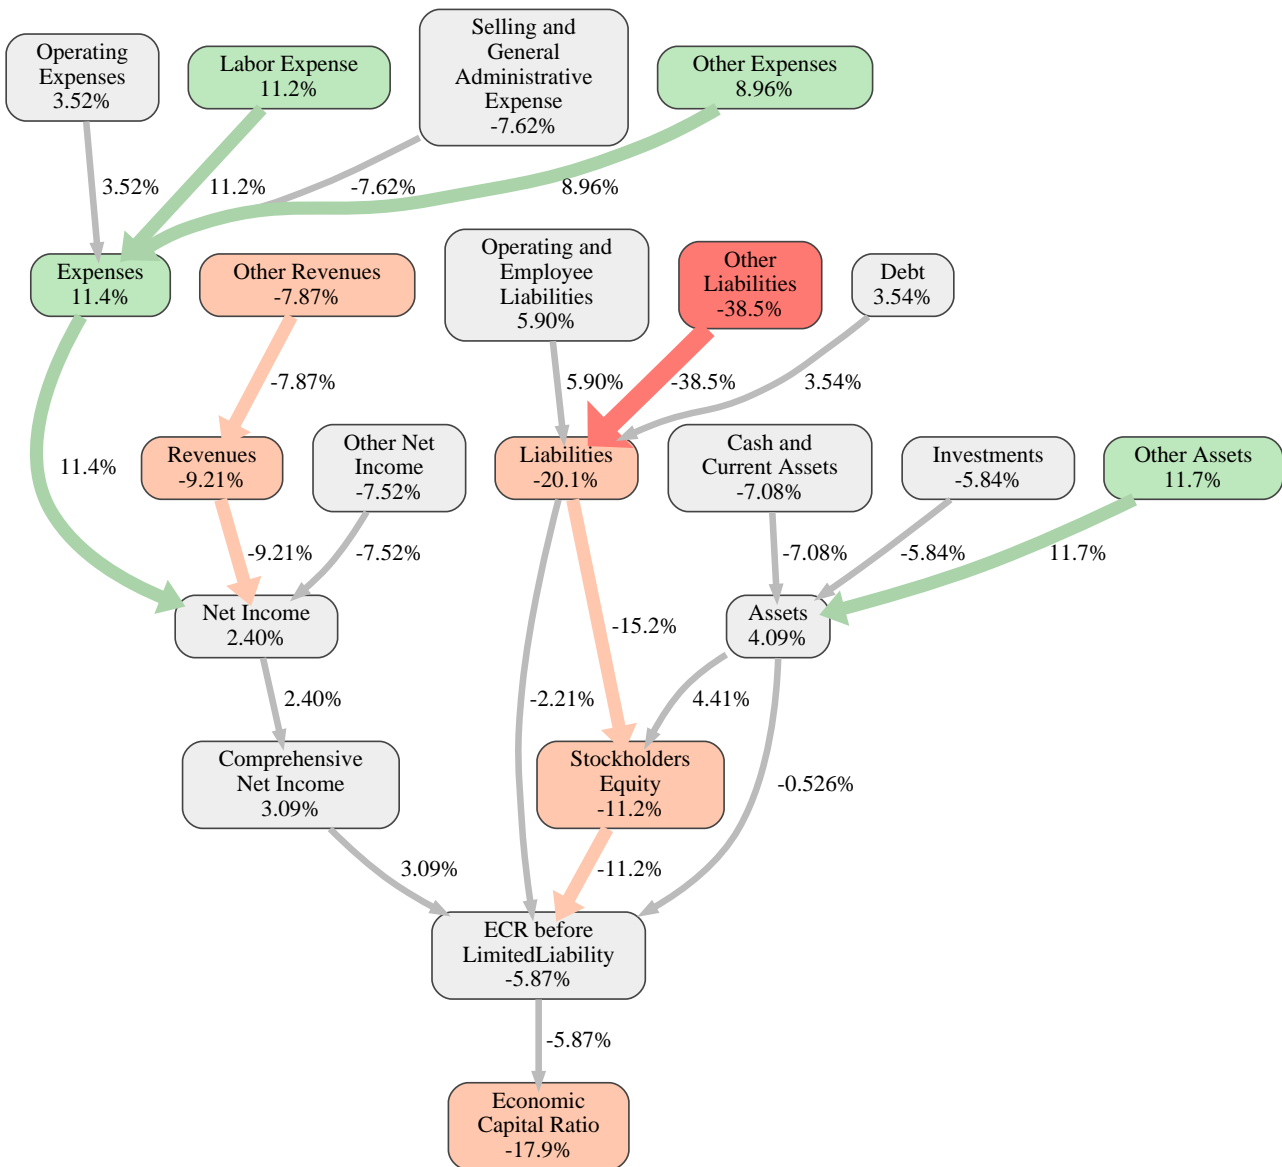 Operating
Expenses
3.52%
Labor Expense
11.2%
Selling and
General
Administrative
Expense
-7.62%
Other Expenses
8.96%
3.52%
11.2%
-7.62%
8.96%
Expenses
11.4%
Other Revenues
-7.87%
Operating and
Employee
Liabilities
5.90%
Other
Liabilities
-38.5%
Debt
3.54%
-7.87%
5.90%
-38.5%
3.54%
11.4%
Revenues
-9.21%
Other Net
Income
-7.52%
Liabilities
-20.1%
Cash and
Current Assets
-7.08%
Investments
-5.84%
Other Assets
11.7%
-9.21%
-7.52%
-7.08%
-5.84%
11.7%
Net Income
2.40%
-15.2%
Assets
4.09%
2.40%
-2.21%
4.41%
-0.526%
Comprehensive
Net Income
3.09%
Stockholders
Equity
-11.2%
3.09%
-11.2%
ECR before
LimitedLiability
-5.87%
-5.87%
Economic
Capital Ratio
-17.9%